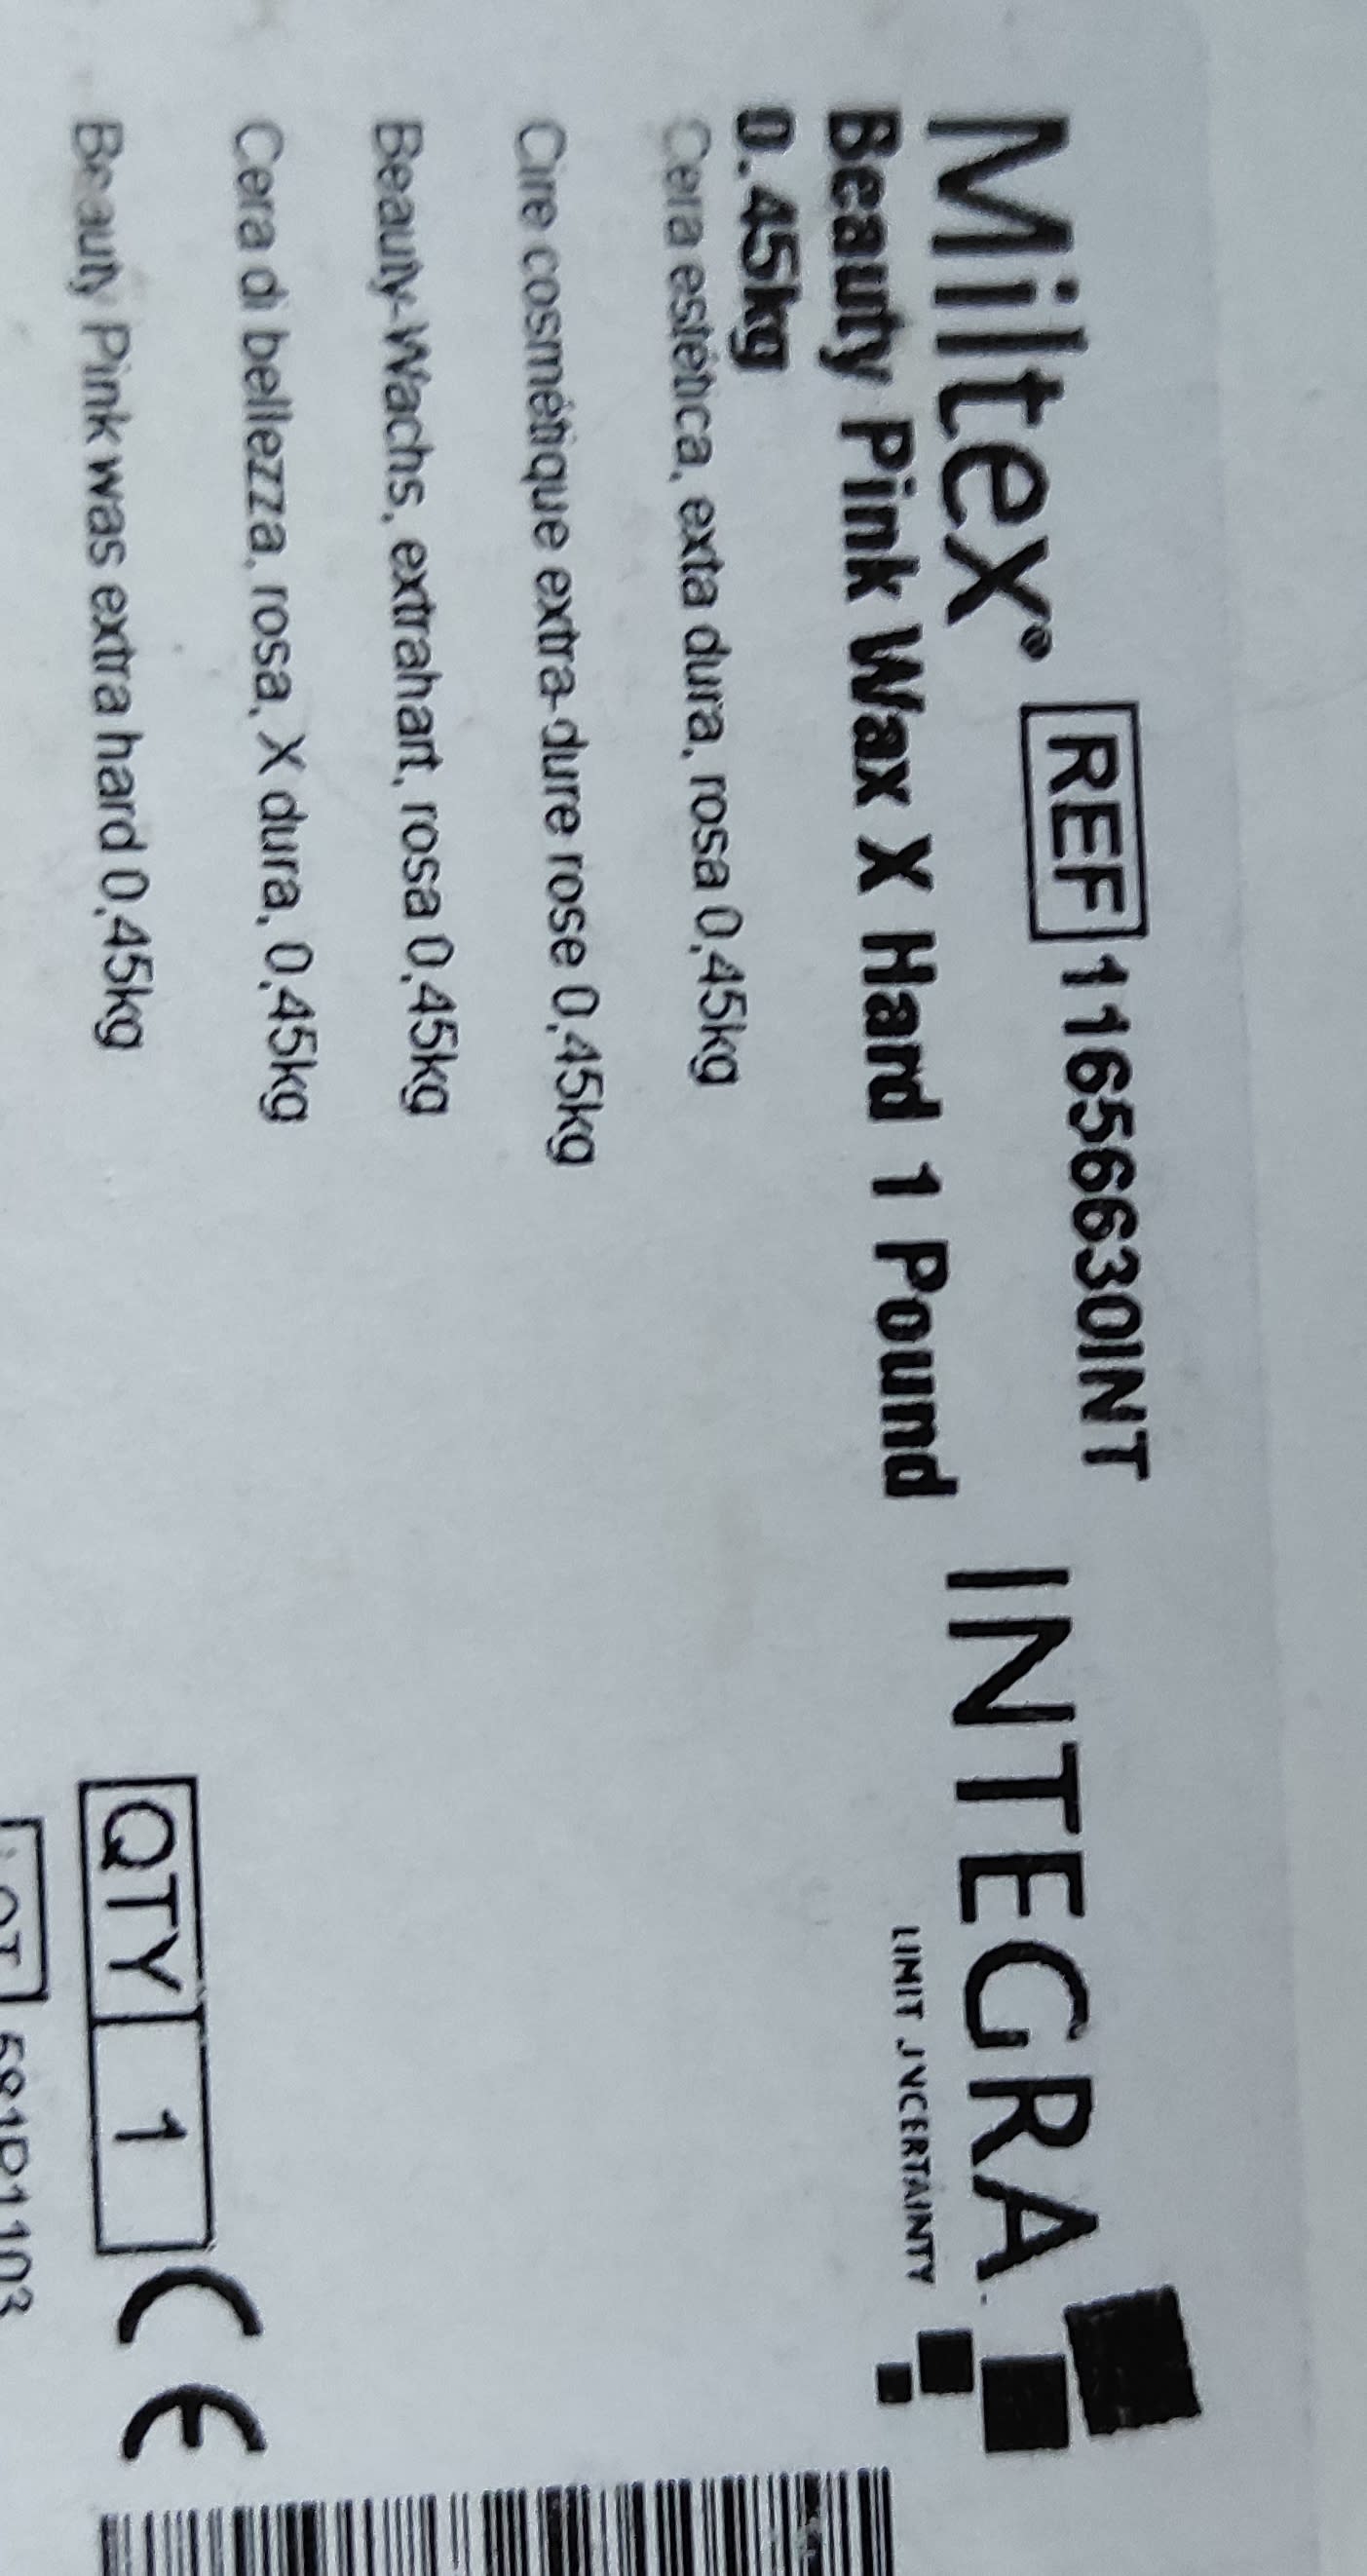 Miltex® REF 11656630INT INTEGRA
LIMIT UNCERTAINTY
Beauty Pink Wax X Hard 1 Pound
0.45kg
Cera estética, exta dura, rosa 0,45kg
Cire cosmétique extra-dure rose 0,45kg
Beauty-Wachs, extrahart, rosa 0,45kg
Cera di bellezza, rosa, X dura, 0,45kg
Beauty Pink was extra hard 0,45kg
QTY 1 CE